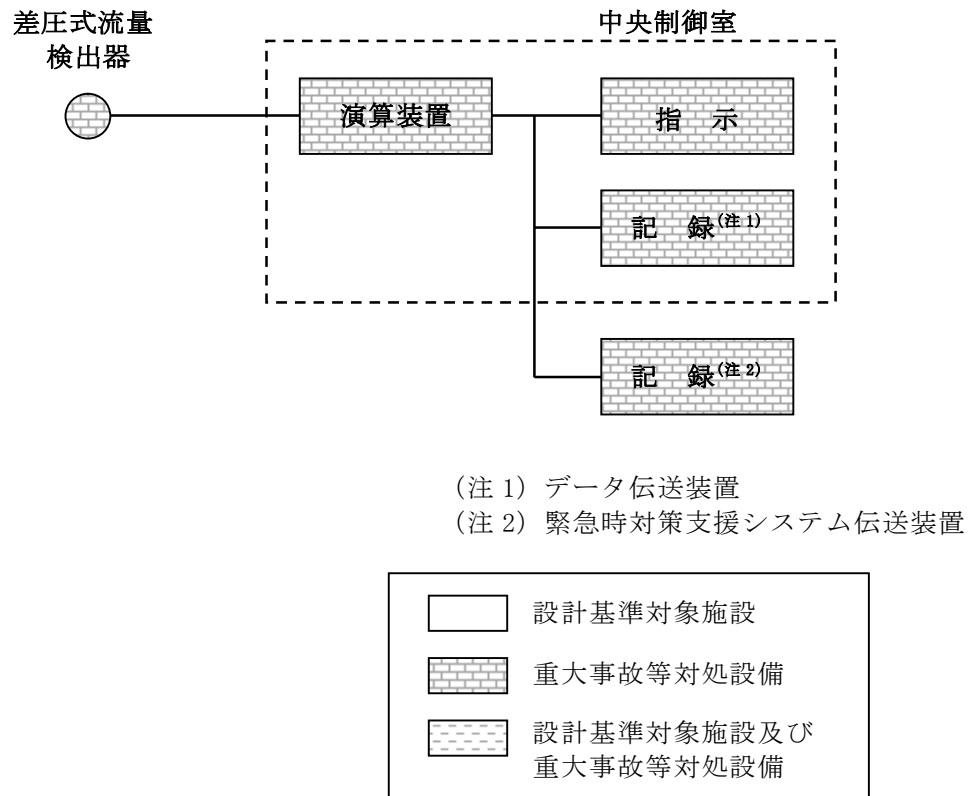 差圧式流量
検出器
中央制御室
演算装置
指 示
記 録(注1)
記 録(注2)
(注 1) データ伝送装置
(注 2) 緊急時対策支援システム伝送装置
設計基準対象施設
重大事故等対処設備
設計基準対象施設及び
重大事故等対処設備